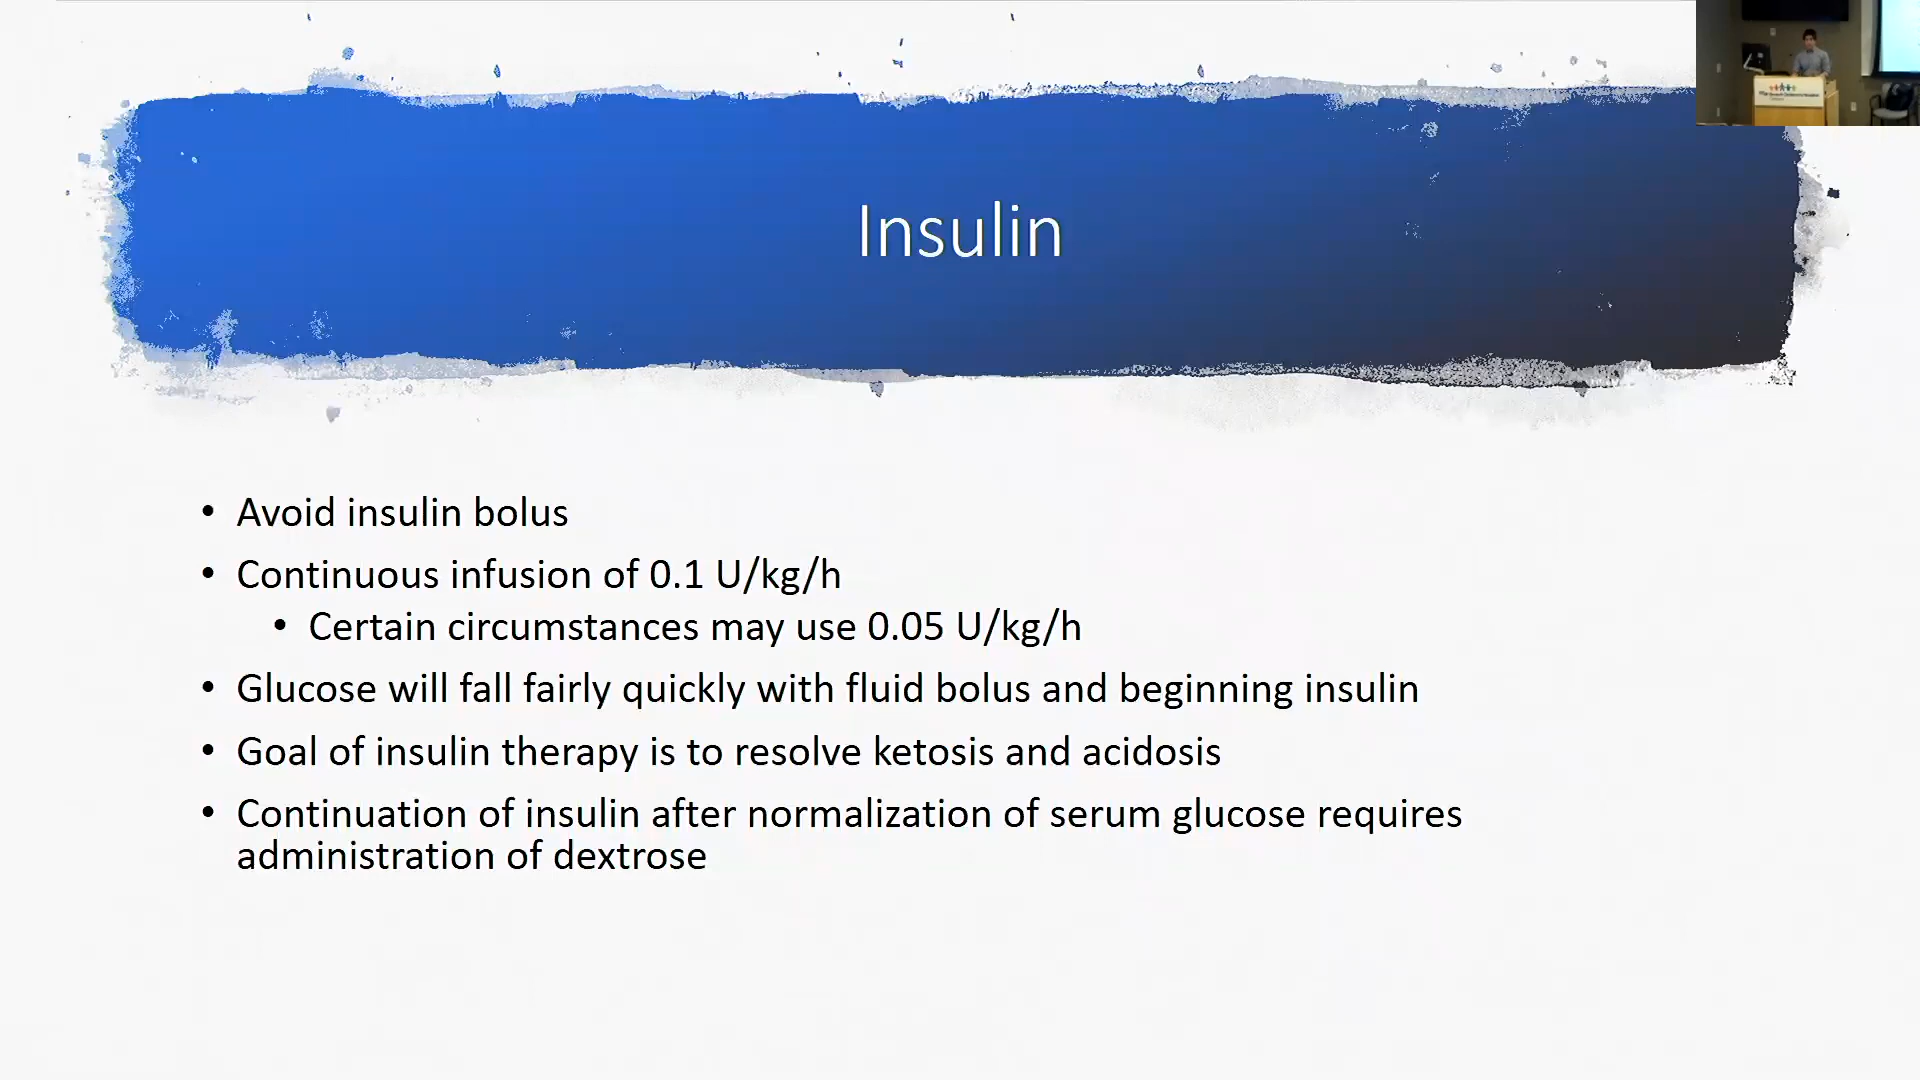 Insulin
• Avoid insulin bolus
• Continuous infusion of 0.1 U/kg/h
• Certain circumstances may use 0.05 U/kg/h
• Glucose will fall fairly quickly with fluid bolus and beginning insulin
• Goal of insulin therapy is to resolve ketosis and acidosis
• Continuation of insulin after normalization of serum glucose requires
administration of dextrose